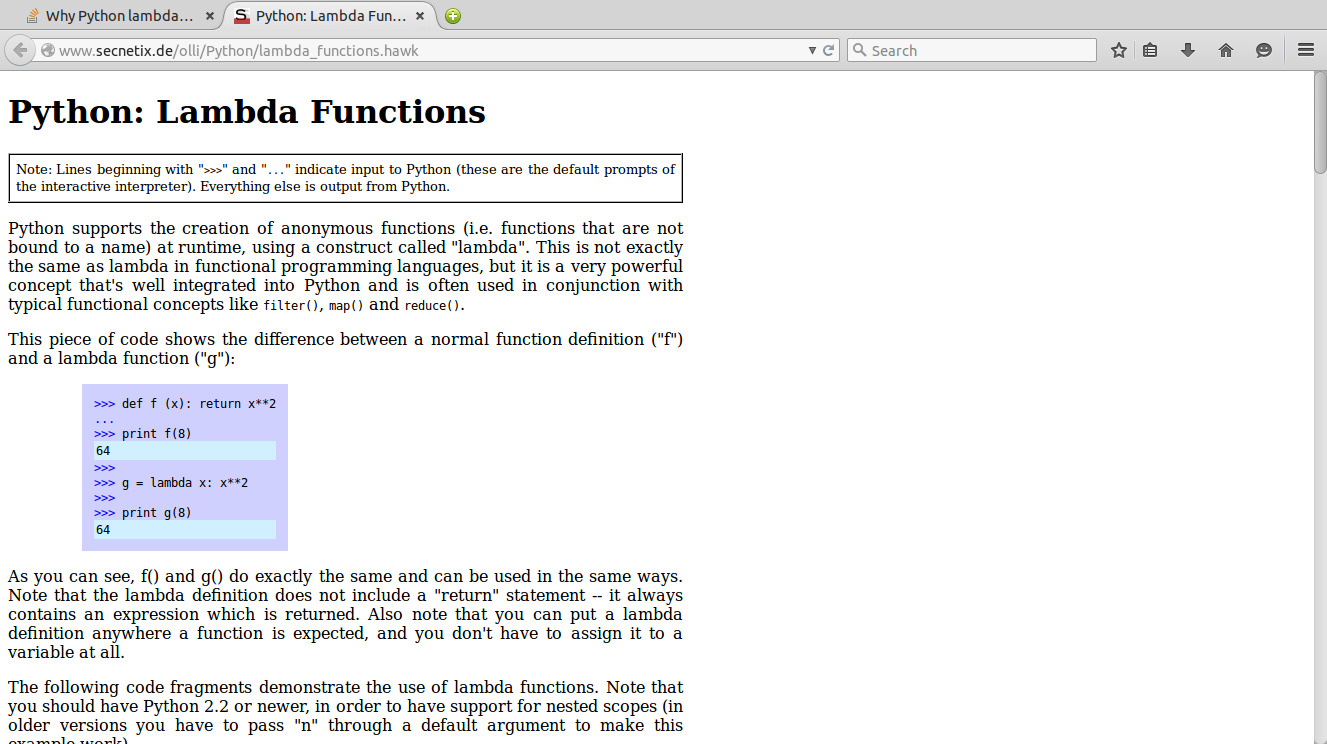 Why Python lambda...
Python: Lambda Fun...
www.secnetix.de/olli/Python/lambda_functions.hawk
Search
Python: Lambda Functions
Note: Lines beginning with ">>>" and "..." indicate input to Python (these are the default prompts of
the interactive interpreter). Everything else is output from Python.
Python supports the creation of anonymous functions (i.e. functions that are not
bound to a name) at runtime, using a construct called "lambda". This is not exactly
the same as lambda in functional programming languages, but it is a very powerful
concept that's well integrated into Python and is often used in conjunction with
typical functional concepts like filter(), map() and reduce().
This piece of code shows the difference between a normal function definition ("f")
and a lambda function ("g"):
>>> def f (x): return x**2
...
>>> print f(8)
64
>>>
>>> g = lambda x: x**2
>>>
>>> print g(8)
64
As you can see, f() and g() do exactly the same and can be used in the same ways.
Note that the lambda definition does not include a "return" statement -- it always
contains an expression which is returned. Also note that you can put a lambda
definition anywhere a function is expected, and you don't have to assign it to a
variable at all.
The following code fragments demonstrate the use of lambda functions. Note that
you should have Python 2.2 or newer, in order to have support for nested scopes (in
older versions you have to pass "n" through a default argument to make this
example work).